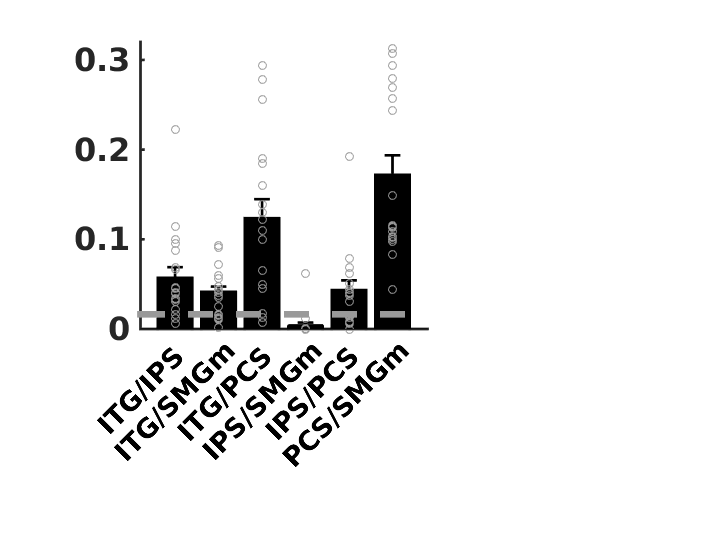 0.3
0.2
0.1
0
ITG/IPS
ITG/SMGm
ITG/PCS
IPS/SMGm
IPS/PCS
PCS/SMGm